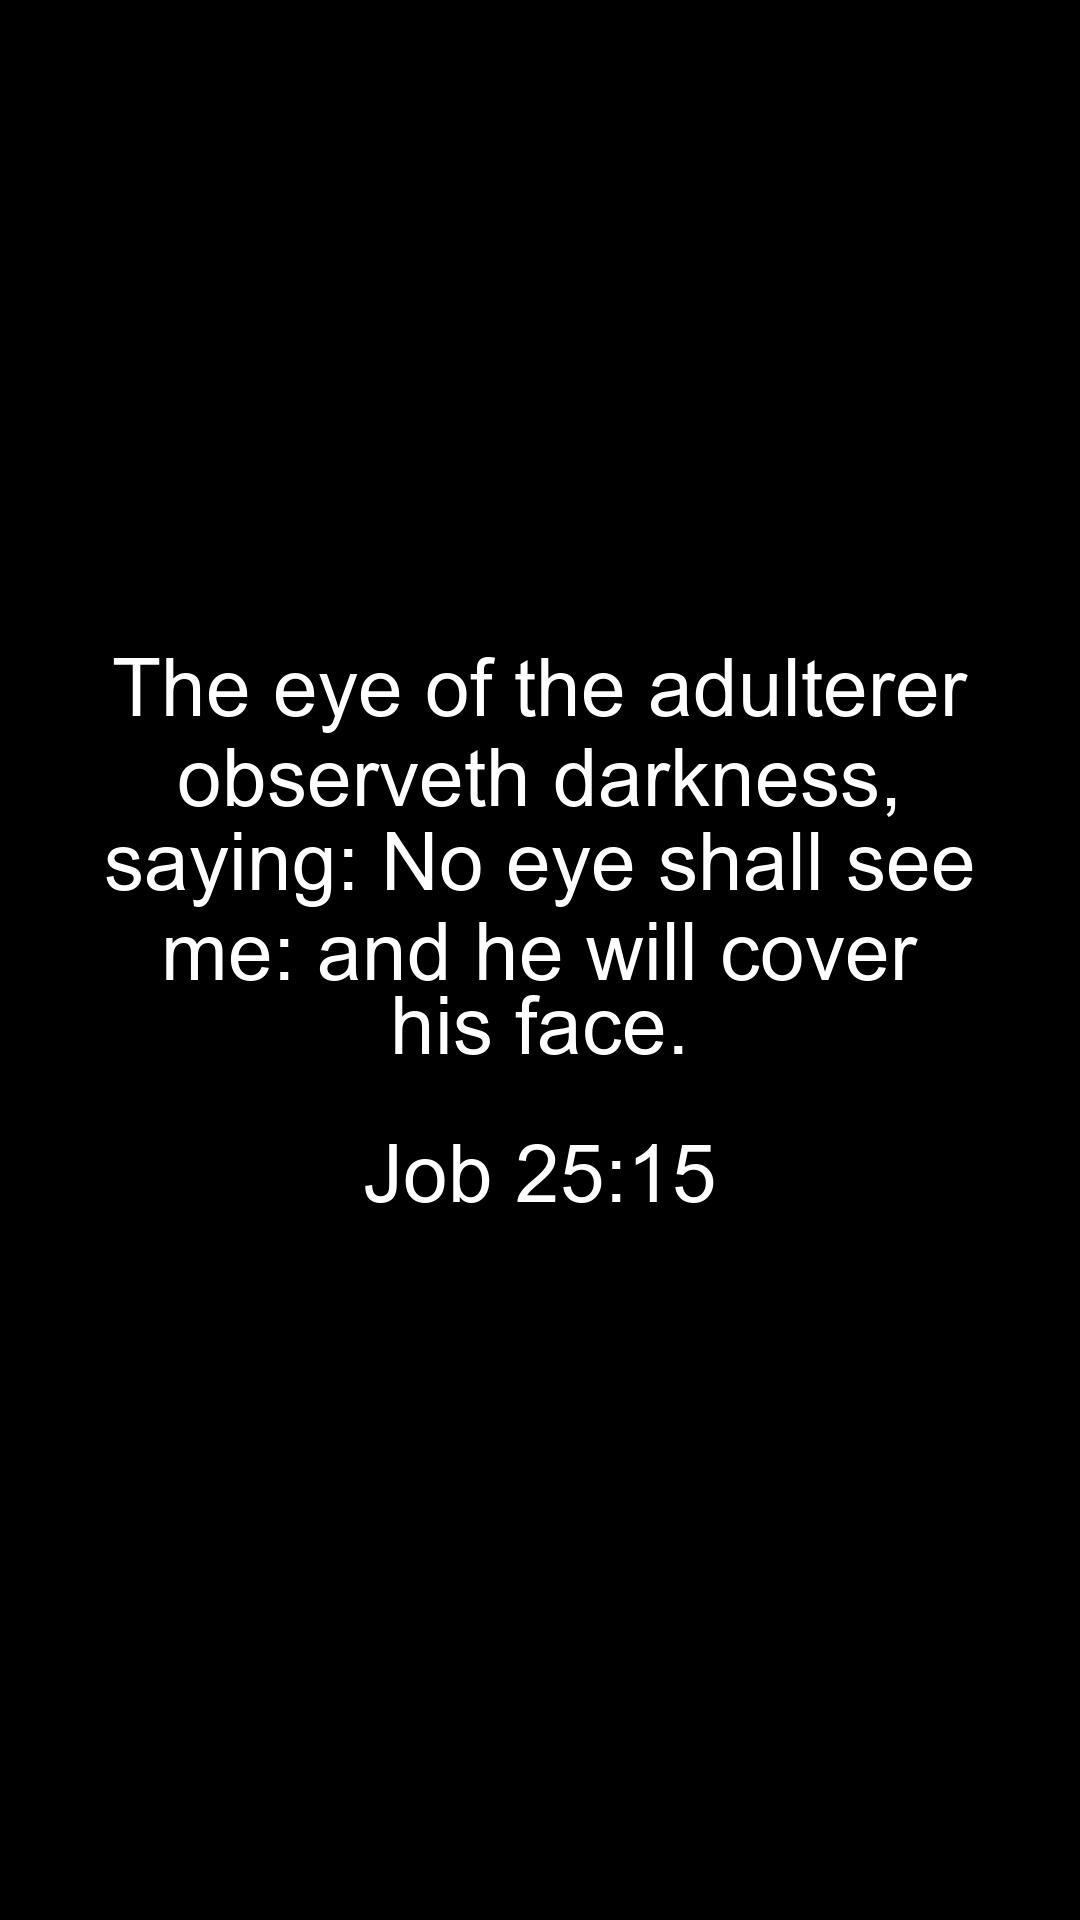 The eye of the adulterer
observeth darkness,
saying: No eye shall see
me: and he will cover
his face.
Job 25:15